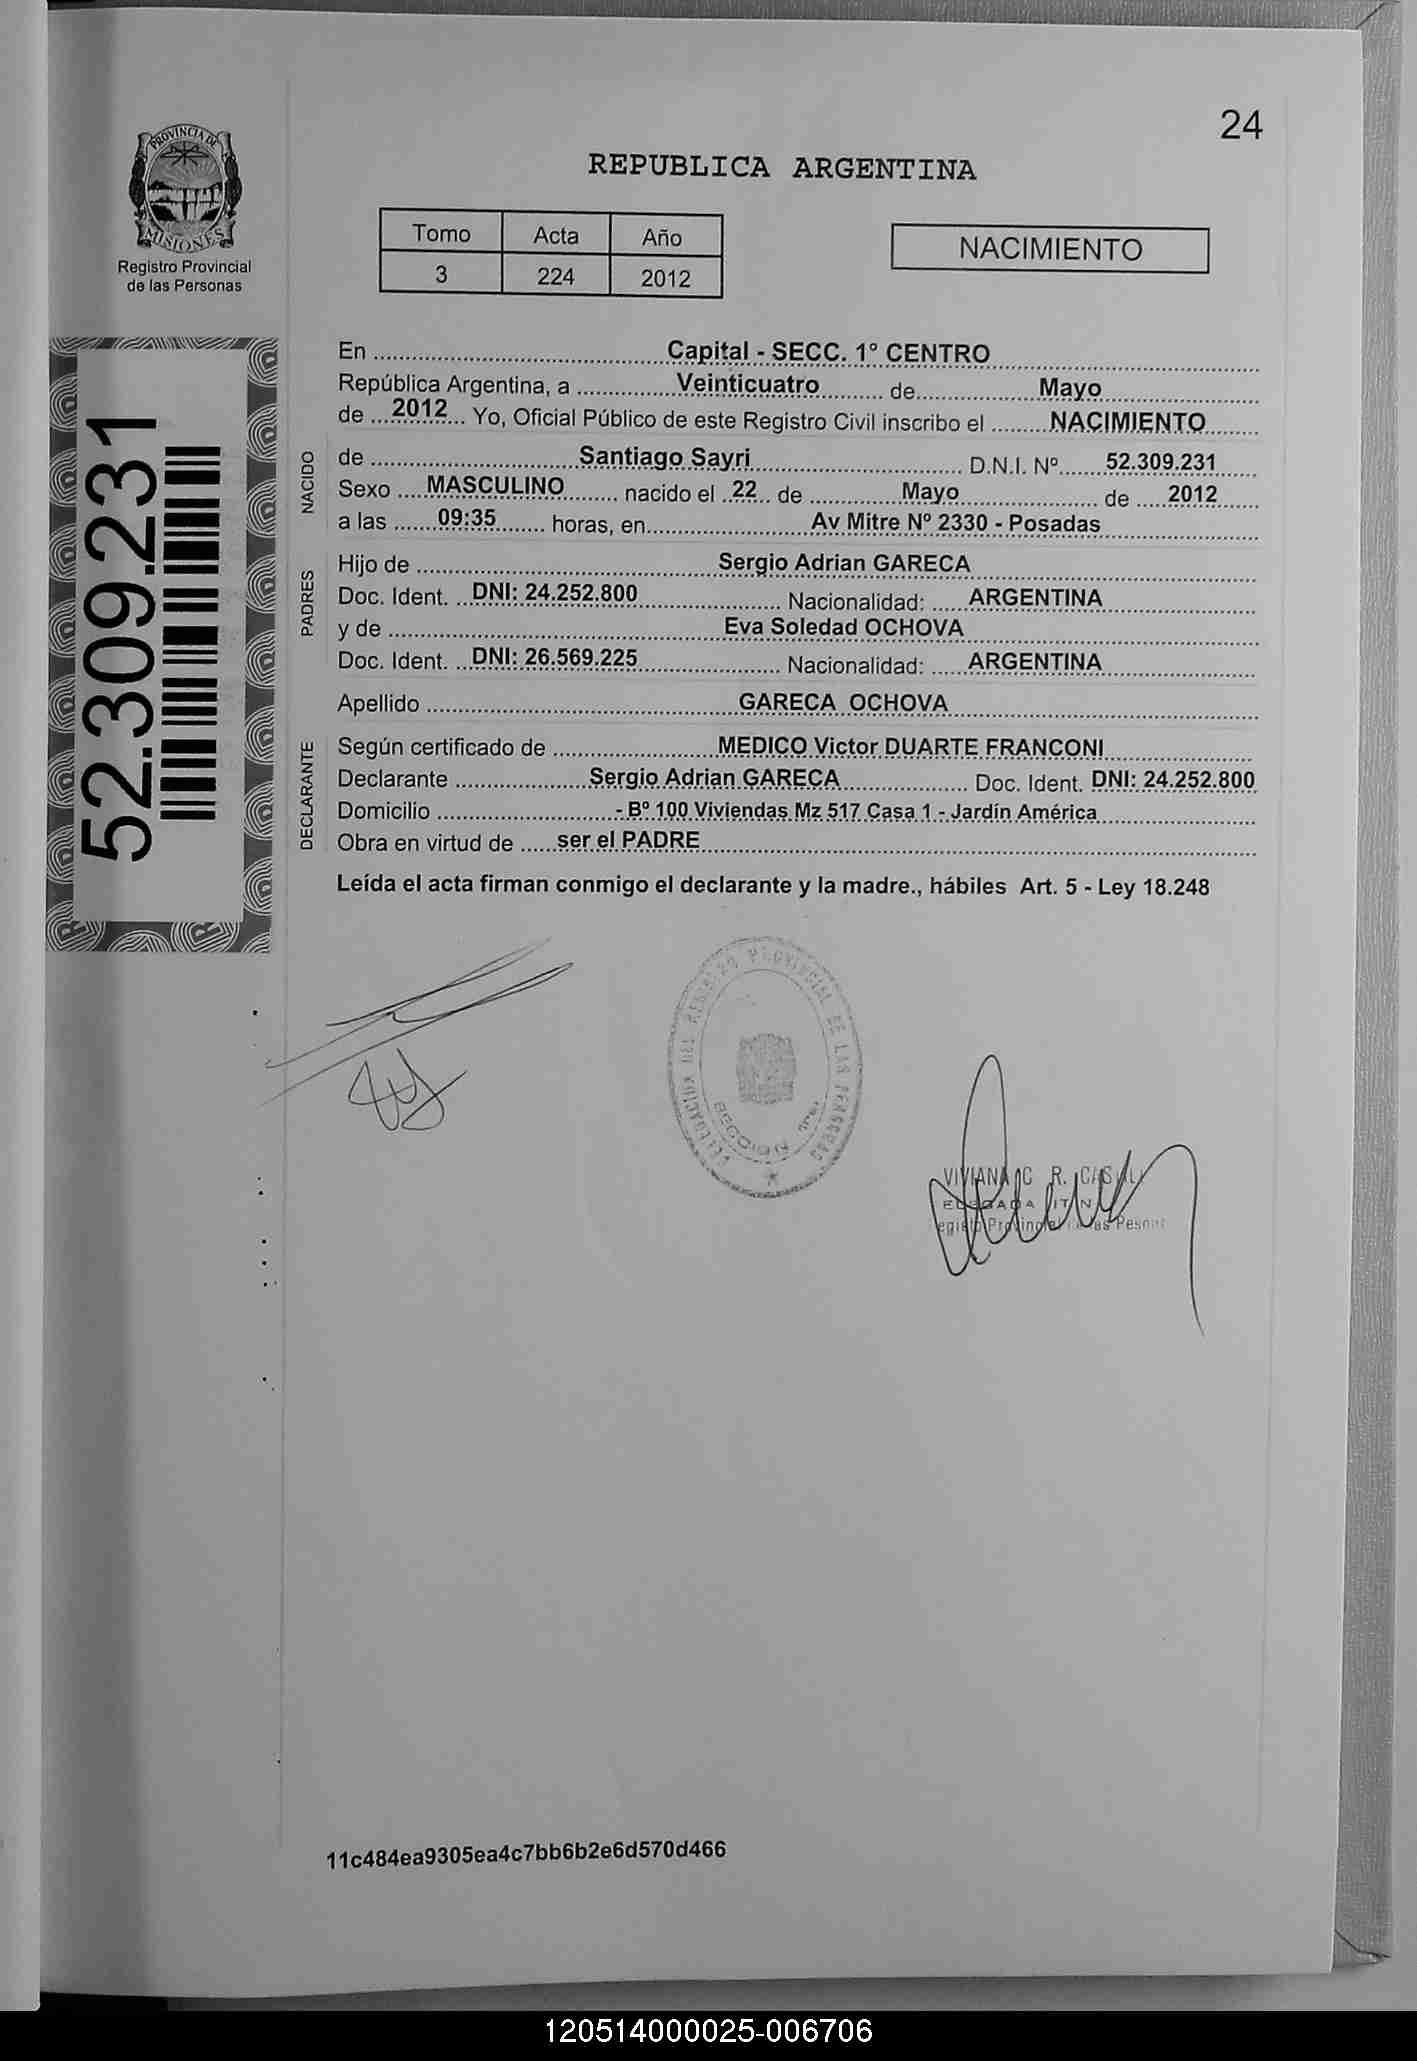 24
PROVINCIA DE
MISIONES
Registro Provincial
de las Personas
REPUBLICA ARGENTINA
Tomo Acta Año
3 224 2012
NACIMIENTO
52.309.231
En ........ Capital - SECC. 1° CENTRO ........
República Argentina, a ........ Veinticuatro ........ de ........ Mayo ........
de ... 2012 ... Yo, Oficial Público de este Registro Civil inscribo el ........ NACIMIENTO ........
NACIDO
de ........ Santiago Sayri ........ D.N.I. Nº ...... 52.309.231 ......
Sexo .... MASCULINO ........ nacido el .. 22 .. de ........ Mayo ........ de .... 2012 ....
a las ...... 09:35 ...... horas, en ........ Av Mitre Nº 2330 - Posadas ........
PADRES
Hijo de ........ Sergio Adrian GARECA ........
Doc. Ident. .. DNI: 24.252.800 ........ Nacionalidad: ..... ARGENTINA ........
y de ........ Eva Soledad OCHOVA ........
Doc. Ident. .. DNI: 26.569.225 ........ Nacionalidad: ..... ARGENTINA ........
Apellido ........ GARECA OCHOVA ........
DECLARANTE
Según certificado de ........ MEDICO Victor DUARTE FRANCONI ........
Declarante ........ Sergio Adrian GARECA ........ Doc. Ident. DNI: 24.252.800
Domicilio ........ - Bº 100 Viviendas Mz 517 Casa 1 - Jardín América ........
Obra en virtud de ..... ser el PADRE ........
Leída el acta firman conmigo el declarante y la madre., hábiles Art. 5 - Ley 18.248
PROVINCIAL DE LAS PERSONAS
SECCION
VIVIANA C R.
11c484ea9305ea4c7bb6b2e6d570d466
120514000025-006706